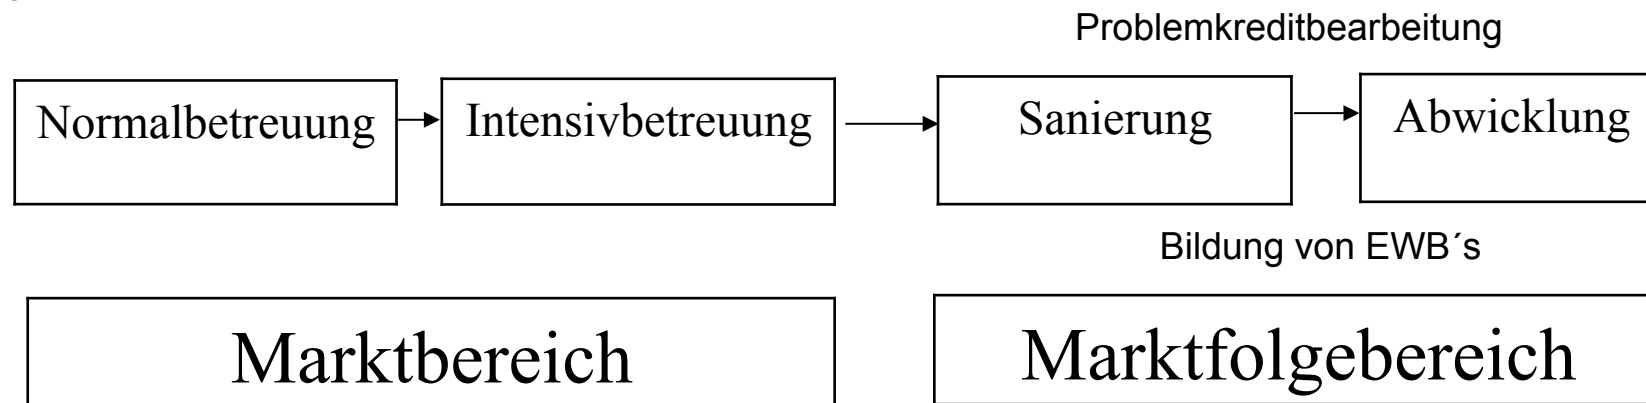 Problemkreditbearbeitung
Normalbetreuung
Intensivbetreuung
Sanierung
Abwicklung
Bildung von EWB´s
Marktbereich
Marktfolgebereich